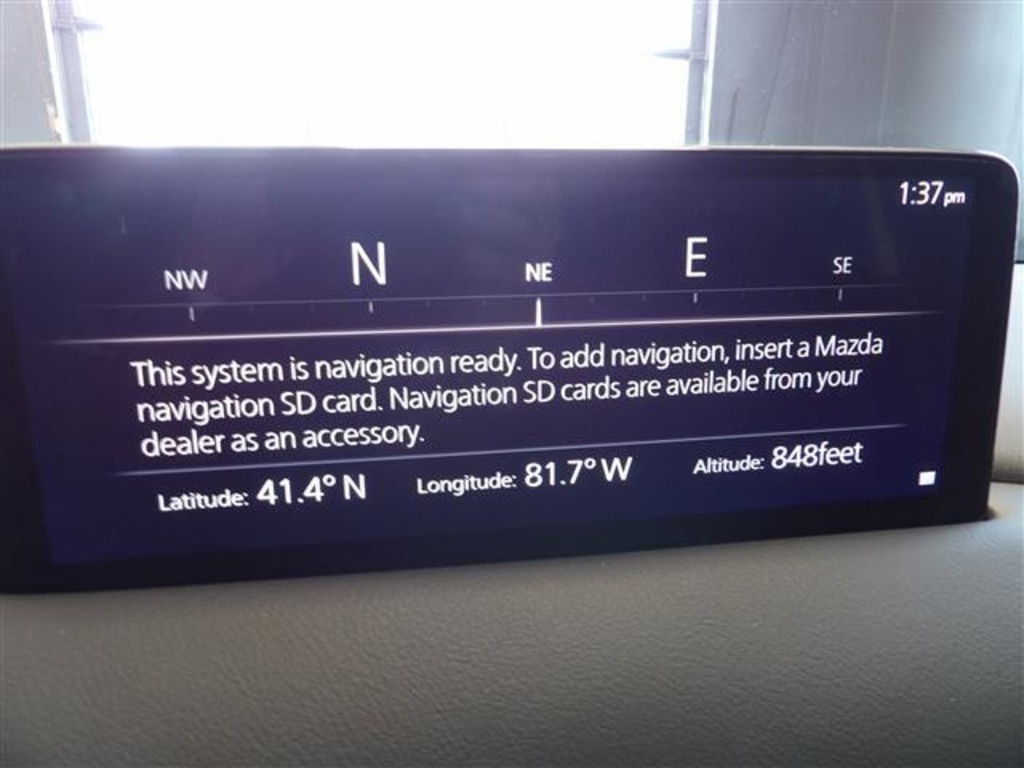 1:37pm
NW N NE E SE
This system is navigation ready. To add navigation, insert a Mazda
navigation SD card. Navigation SD cards are available from your
dealer as an accessory.
Latitude: 41.4° N Longitude: 81.7° W Altitude: 848feet